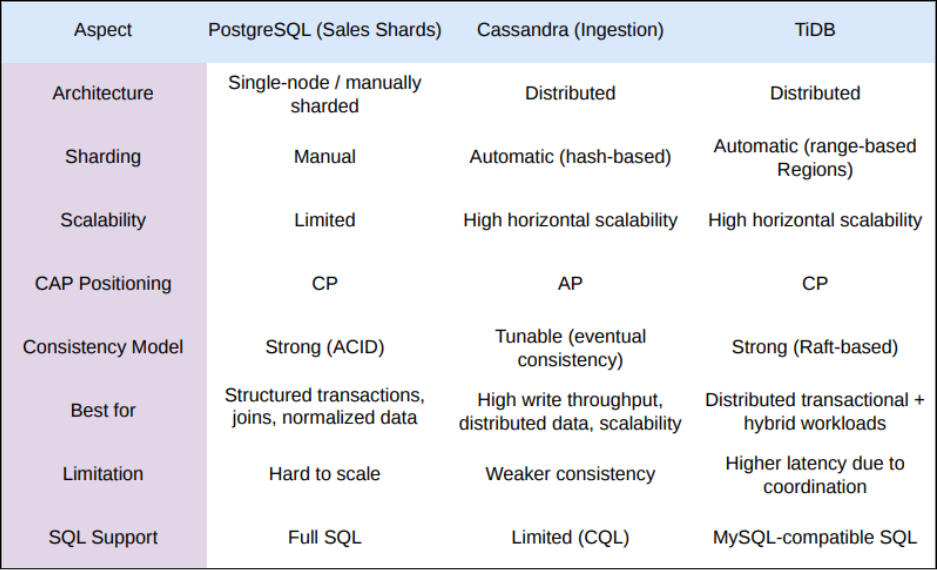 Aspect PostgreSQL (Sales Shards) Cassandra (Ingestion) TiDB
Architecture
Single-node / manually
sharded
Distributed
Distributed
Sharding
Manual
Automatic (hash-based)
Automatic (range-based
Regions)
Scalability
Limited
High horizontal scalability
High horizontal scalability
CAP Positioning
CP
AP
CP
Consistency Model
Strong (ACID)
Tunable (eventual
consistency)
Strong (Raft-based)
Best for
Structured transactions,
joins, normalized data
High write throughput,
distributed data, scalability
Distributed transactional +
hybrid workloads
Limitation
Hard to scale
Weaker consistency
Higher latency due to
coordination
SQL Support
Full SQL
Limited (CQL)
MySQL-compatible SQL